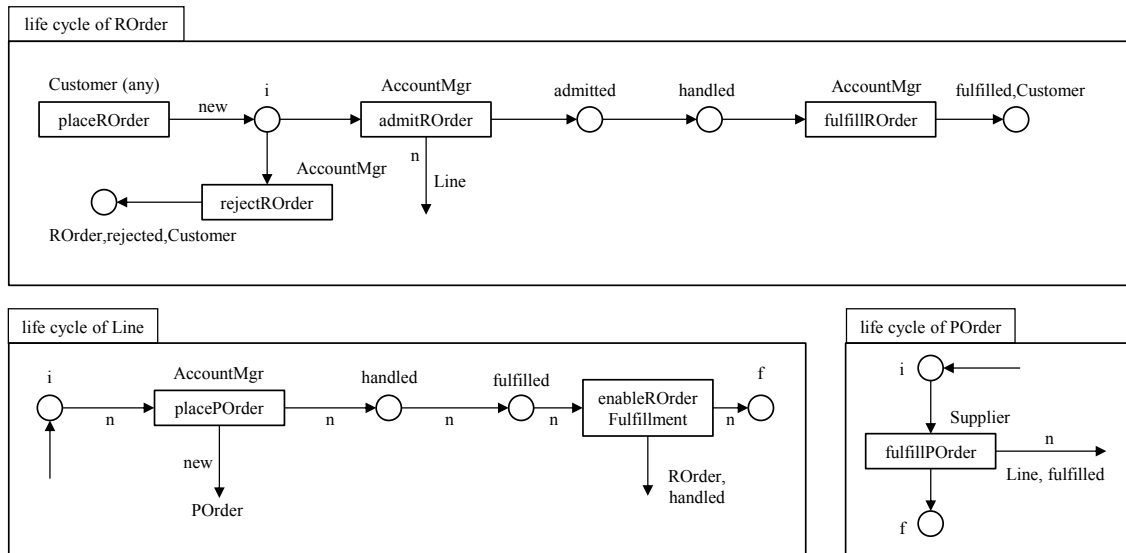 life cycle of ROrder
Customer (any)
placeROrder
new
i
AccountMgr
admitROrder
n
Line
admitted
handled
AccountMgr
fulfillROrder
fulfilled,Customer
AccountMgr
rejectROrder
ROrder,rejected,Customer
life cycle of Line
i
n
AccountMgr
placePOrder
new
POrder
n
handled
n
fulfilled
n
enableROrder
Fulfillment
ROrder,
handled
n
f
life cycle of POrder
i
Supplier
fulfillPOrder
n
Line, fulfilled
f